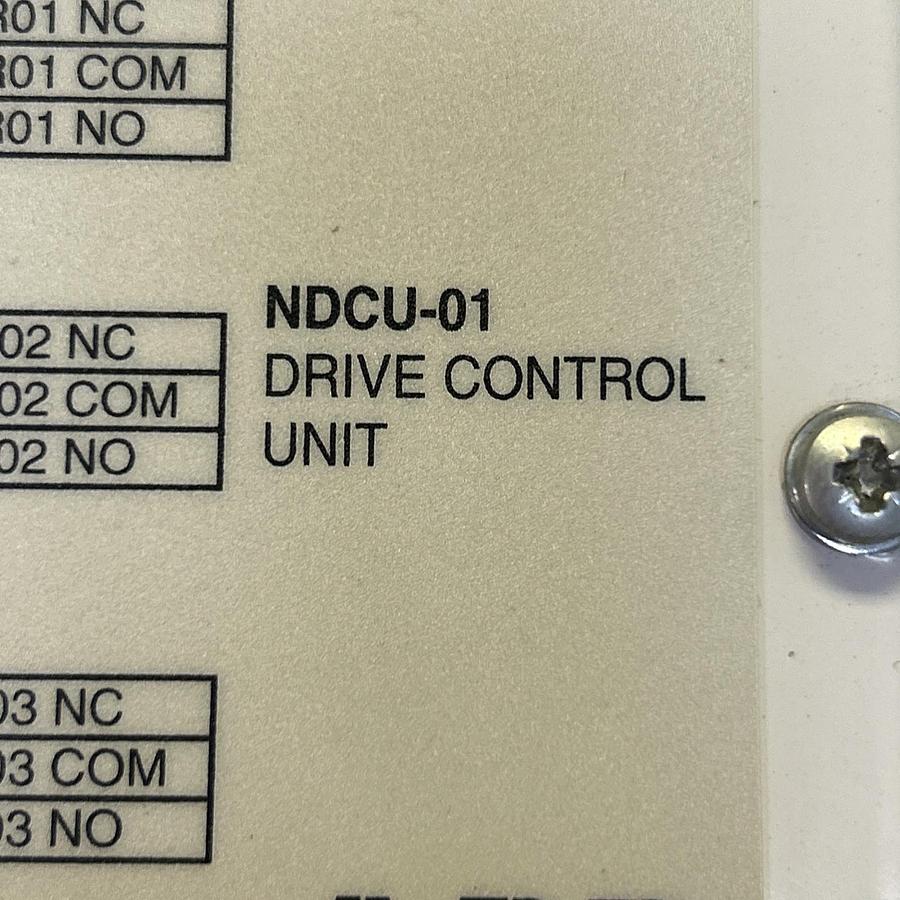 R01 NC
R01 COM
R01 NO
NDCU-01
DRIVE CONTROL
UNIT
02 NC
02 COM
02 NO
03 NC
03 COM
03 NO